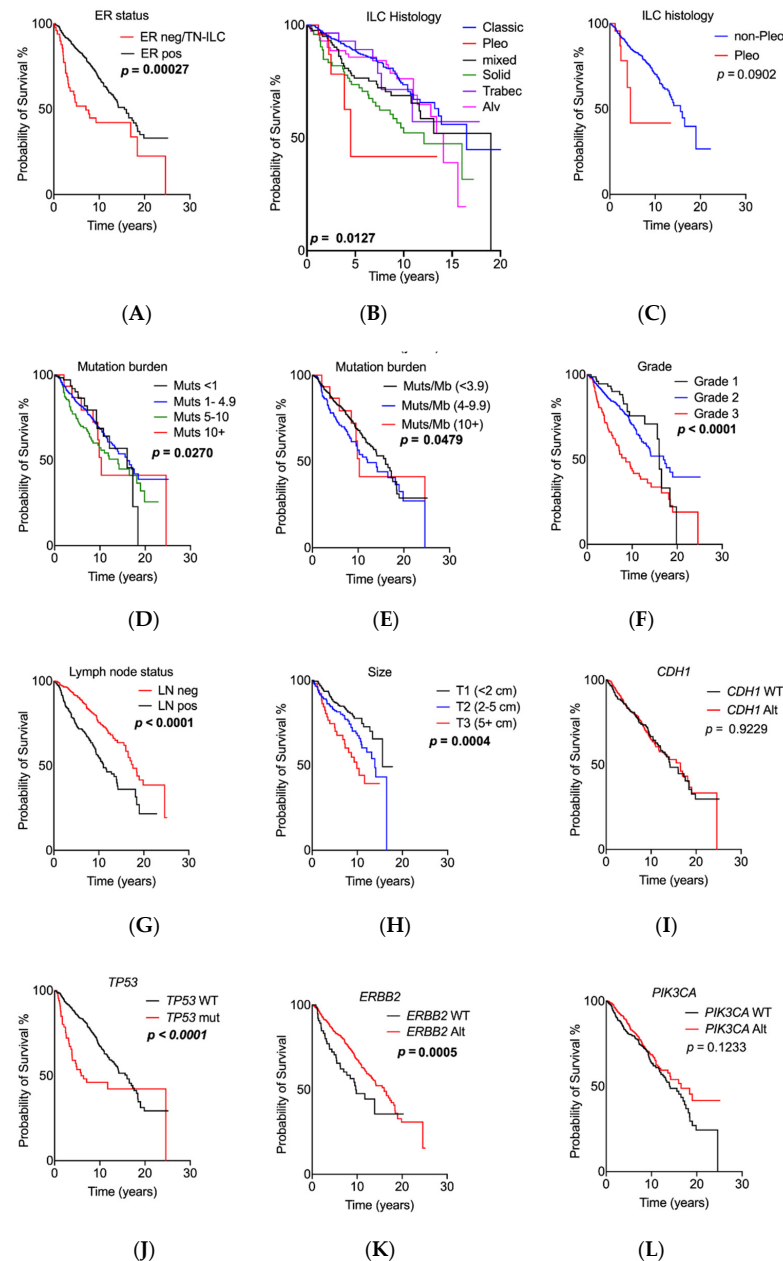 ER status
Probability of Survival %
100
50
0
0 10 20 30
Time (years)
ER neg/TN-ILC
ER pos
p = 0.00027
(A)
ILC Histology
Probability of Survival %
100
50
0
0 5 10 15 20
Time (years)
Classic
Pleo
mixed
Solid
Trabec
Alv
p = 0.0127
(B)
ILC histology
Probability of Survival %
100
50
0
0 10 20 30
Time (years)
non-Pleo
Pleo
p = 0.0902
(C)
Mutation burden
Probability of Survival %
100
50
0
0 10 20 30
Time (years)
Muts <1
Muts 1- 4.9
Muts 5-10
Muts 10+
p = 0.0270
(D)
Mutation burden
Probability of Survival %
100
50
0
0 10 20 30
Time (years)
Muts/Mb (<3.9)
Muts/Mb (4-9.9)
Muts/Mb (10+)
p = 0.0479
(E)
Grade
Probability of Survival %
100
50
0
0 10 20 30
Time (years)
Grade 1
Grade 2
Grade 3
p < 0.0001
(F)
Lymph node status
Probability of Survival %
100
50
0
0 10 20 30
Time (years)
LN neg
LN pos
p < 0.0001
(G)
Size
Probability of Survival %
100
50
0
0 10 20 30
Time (years)
T1 (<2 cm)
T2 (2-5 cm)
T3 (5+ cm)
p = 0.0004
(H)
CDH1
Probability of Survival %
100
50
0
0 10 20 30
Time (years)
CDH1 WT
CDH1 Alt
p = 0.9229
(I)
TP53
Probability of Survival %
100
50
0
0 10 20 30
Time (years)
TP53 WT
TP53 mut
p < 0.0001
(J)
ERBB2
Probability of Survival
100
50
0
0 10 20 30
Time (years)
ERBB2 WT
ERBB2 Alt
p = 0.0005
(K)
PIK3CA
Probability of Survival %
100
50
0
0 10 20 30
Time (years)
PIK3CA WT
PIK3CA Alt
p = 0.1233
(L)